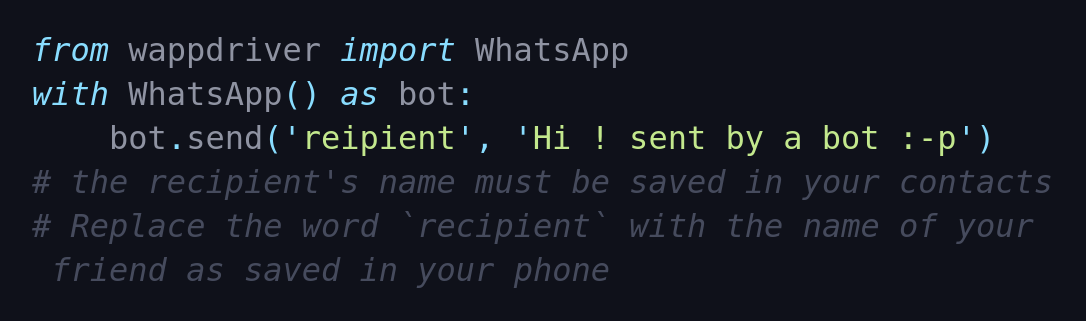 from wappdriver import WhatsApp
with WhatsApp() as bot:
    bot.send('reipient', 'Hi ! sent by a bot :-p')
# the recipient's name must be saved in your contacts
# Replace the word `recipient` with the name of your
 friend as saved in your phone